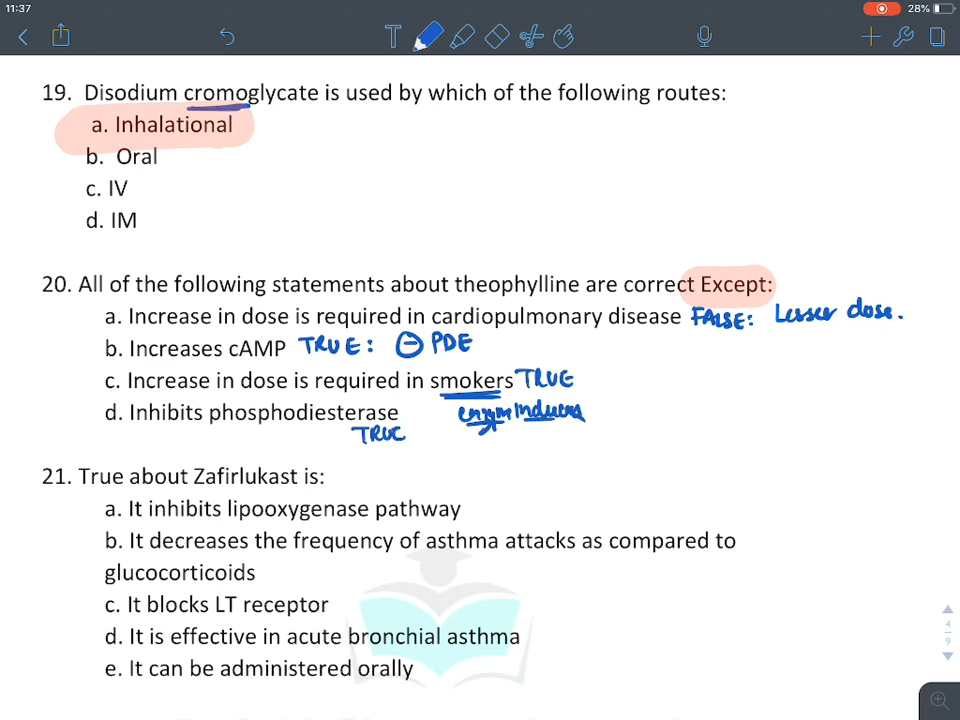 11:37
28%
T
19. Disodium cromoglycate is used by which of the following routes:
a. Inhalational
b. Oral
c. IV
d. IM
20. All of the following statements about theophylline are correct Except:
a. Increase in dose is required in cardiopulmonary disease FALSE: Lesser dose.
b. Increases cAMP TRUE: ⊖ PDE
c. Increase in dose is required in smokers TRUE
d. Inhibits phosphodiesterase enzym Inducers
TRUE
21. True about Zafirlukast is:
a. It inhibits lipooxygenase pathway
b. It decreases the frequency of asthma attacks as compared to
glucocorticoids
c. It blocks LT receptor
d. It is effective in acute bronchial asthma
e. It can be administered orally
4
9